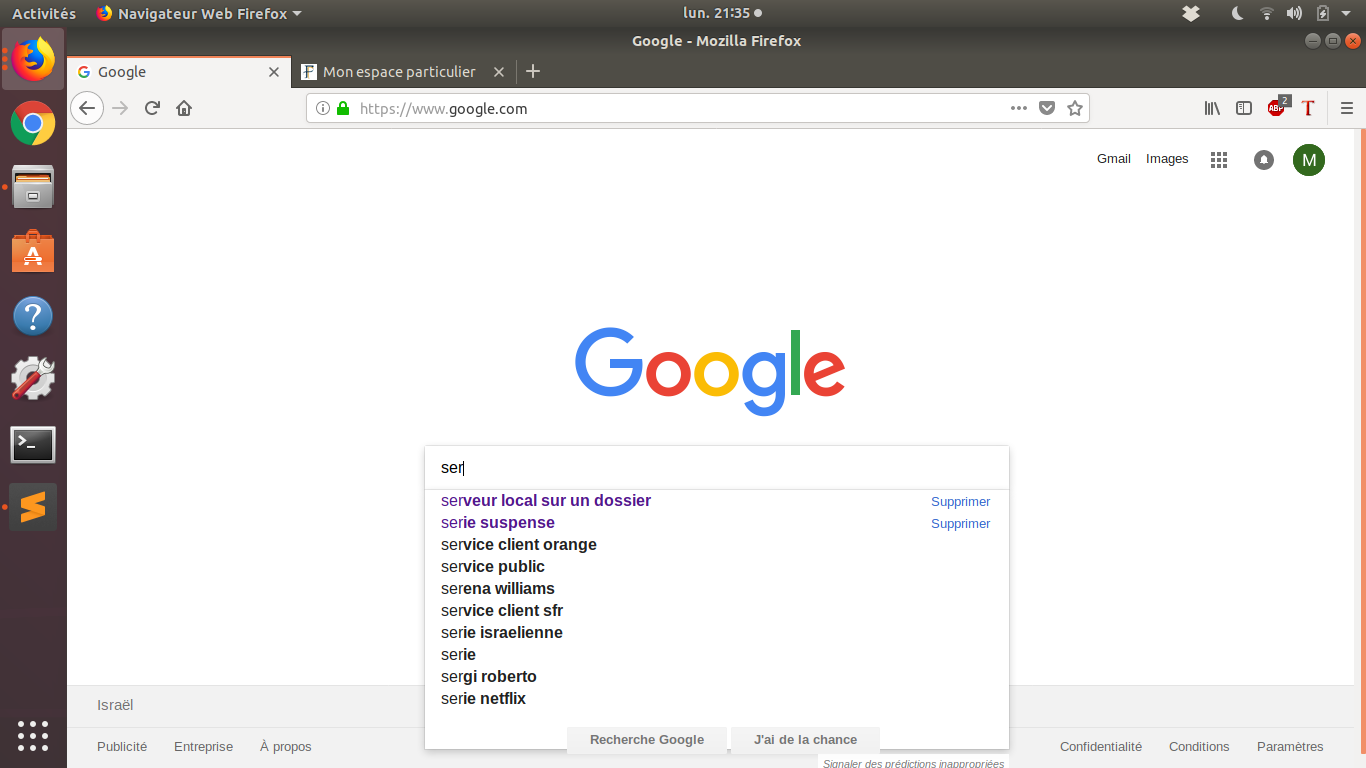 Activités Navigateur Web Firefox lun. 21:35
Google - Mozilla Firefox
Google Mon espace particulier
https://www.google.com ABP 2 T
Gmail Images M
Google
ser
serveur local sur un dossier Supprimer
serie suspense Supprimer
service client orange
service public
serena williams
service client sfr
serie israelienne
serie
sergi roberto
serie netflix
Israël
Recherche Google J'ai de la chance
Publicité Entreprise À propos Confidentialité Conditions Paramètres
Signaler des prédictions inappropriées